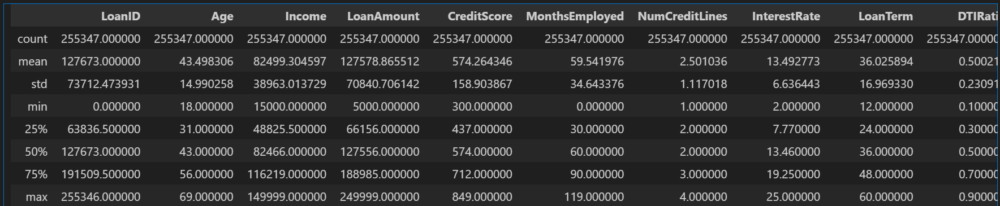 LoanID Age Income LoanAmount CreditScore MonthsEmployed NumCreditLines InterestRate LoanTerm DTIRati
count 255347.000000 255347.000000 255347.000000 255347.000000 255347.000000 255347.000000 255347.000000 255347.000000 255347.000000 255347.00000
mean 127673.000000 43.498306 82499.304597 127578.865512 574.264346 59.541976 2.501036 13.492773 36.025894 0.50021
std 73712.473931 14.990258 38963.013729 70840.706142 158.903867 34.643376 1.117018 6.636443 16.969330 0.23091
min 0.000000 18.000000 15000.000000 5000.000000 300.000000 0.000000 1.000000 2.000000 12.000000 0.10000
25% 63836.500000 31.000000 48825.500000 66156.000000 437.000000 30.000000 2.000000 7.770000 24.000000 0.30000
50% 127673.000000 43.000000 82466.000000 127556.000000 574.000000 60.000000 2.000000 13.460000 36.000000 0.50000
75% 191509.500000 56.000000 116219.000000 188985.000000 712.000000 90.000000 3.000000 19.250000 48.000000 0.70000
max 255346.000000 69.000000 149999.000000 249999.000000 849.000000 119.000000 4.000000 25.000000 60.000000 0.90000